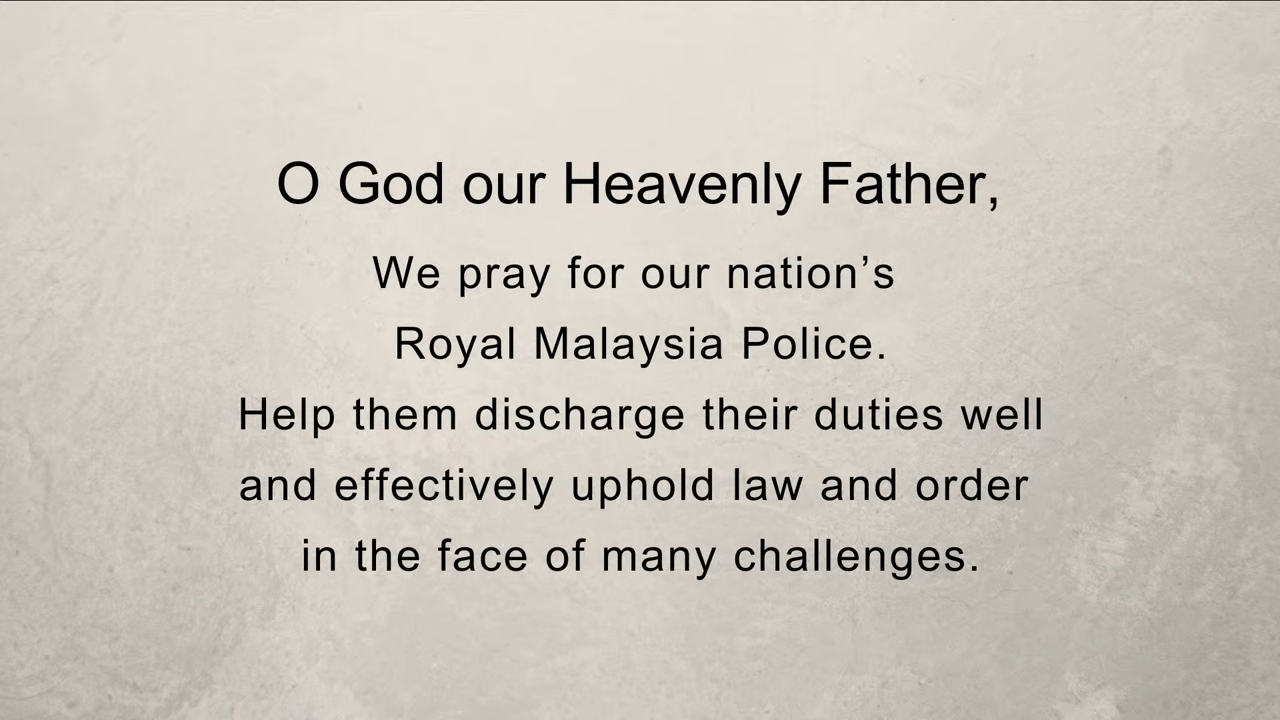 O God our Heavenly Father,
We pray for our nation’s
Royal Malaysia Police.
Help them discharge their duties well
and effectively uphold law and order
in the face of many challenges.